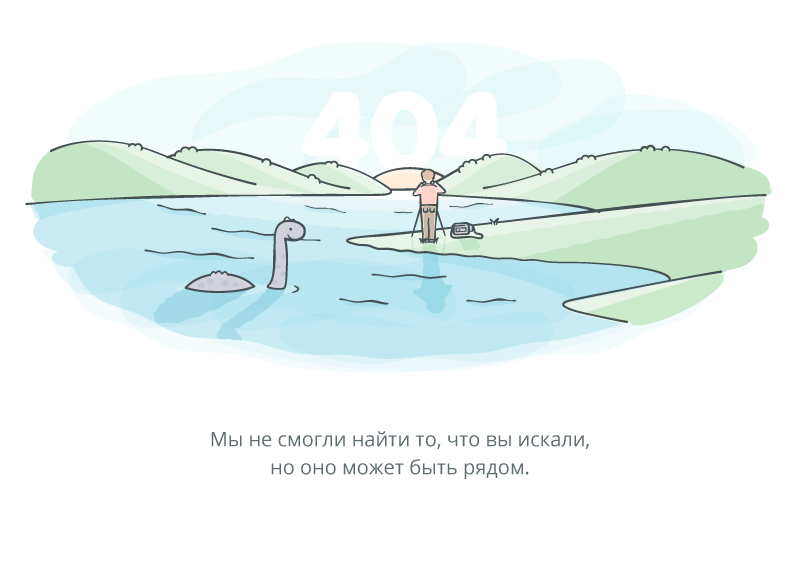 404
Мы не смогли найти то, что вы искали,
но оно может быть рядом.